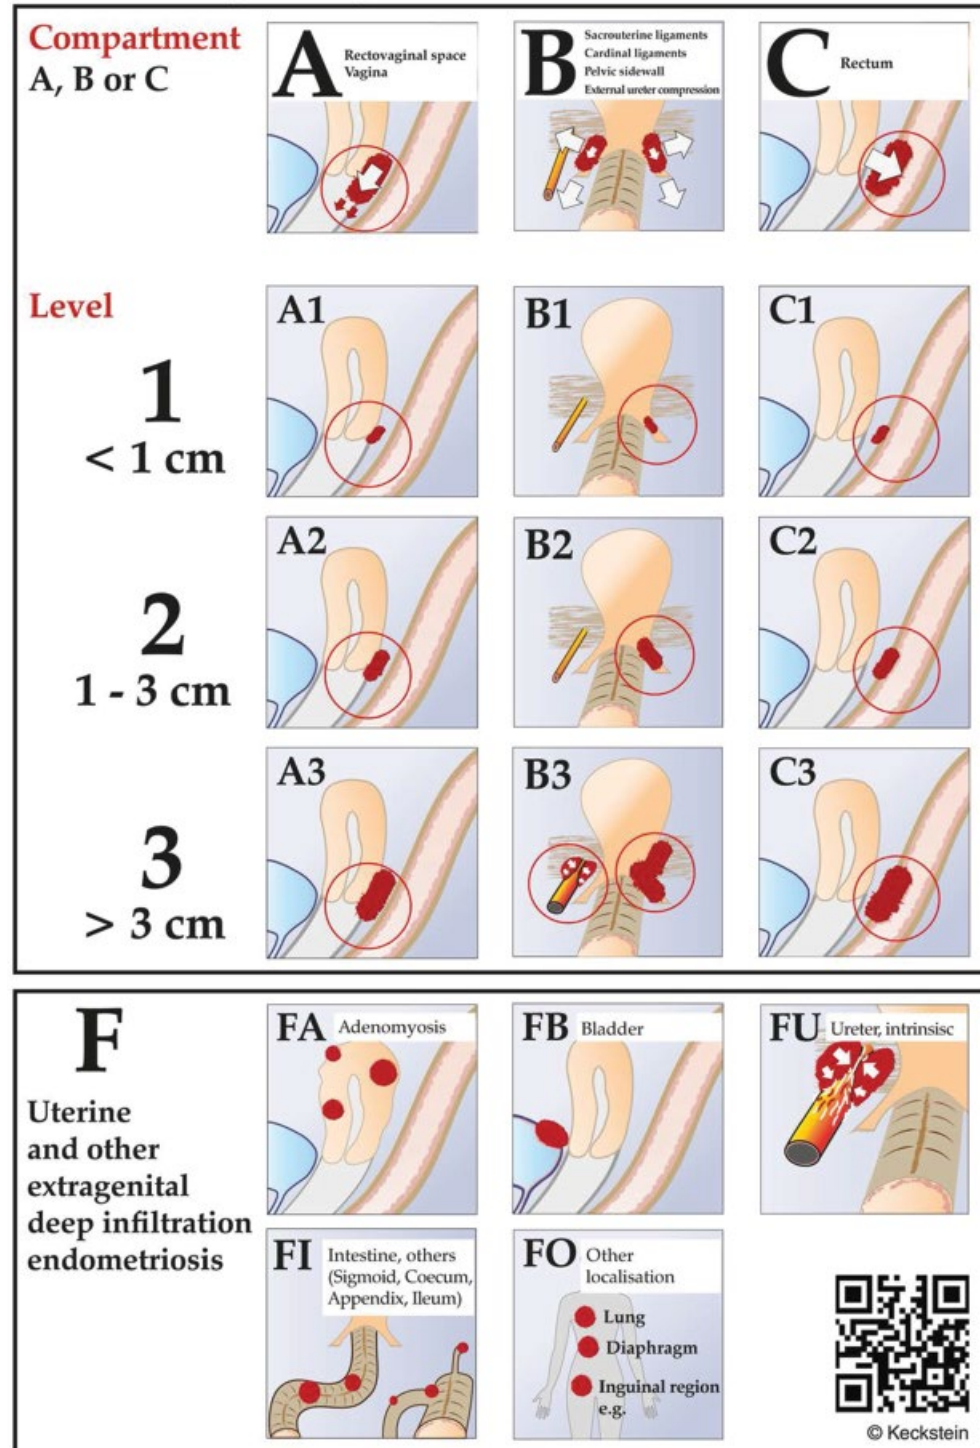 Compartment
A, B or C
A
Rectovaginal space
Vagina
B
Sacrouterine ligaments
Cardinal ligaments
Pelvic sidewall
External ureter compression
C
Rectum
Level
1
< 1 cm
A1
B1
C1
2
1 - 3 cm
A2
B2
C2
3
> 3 cm
A3
B3
C3
F
Uterine
and other
extragenital
deep infiltration
endometriosis
FA Adenomyosis
FB Bladder
FU Ureter, intrinsisc
FI Intestine, others
(Sigmoid, Coecum,
Appendix, Ileum)
FO Other
localisation
Lung
Diaphragm
Inguinal region
e.g.
© Keckstein